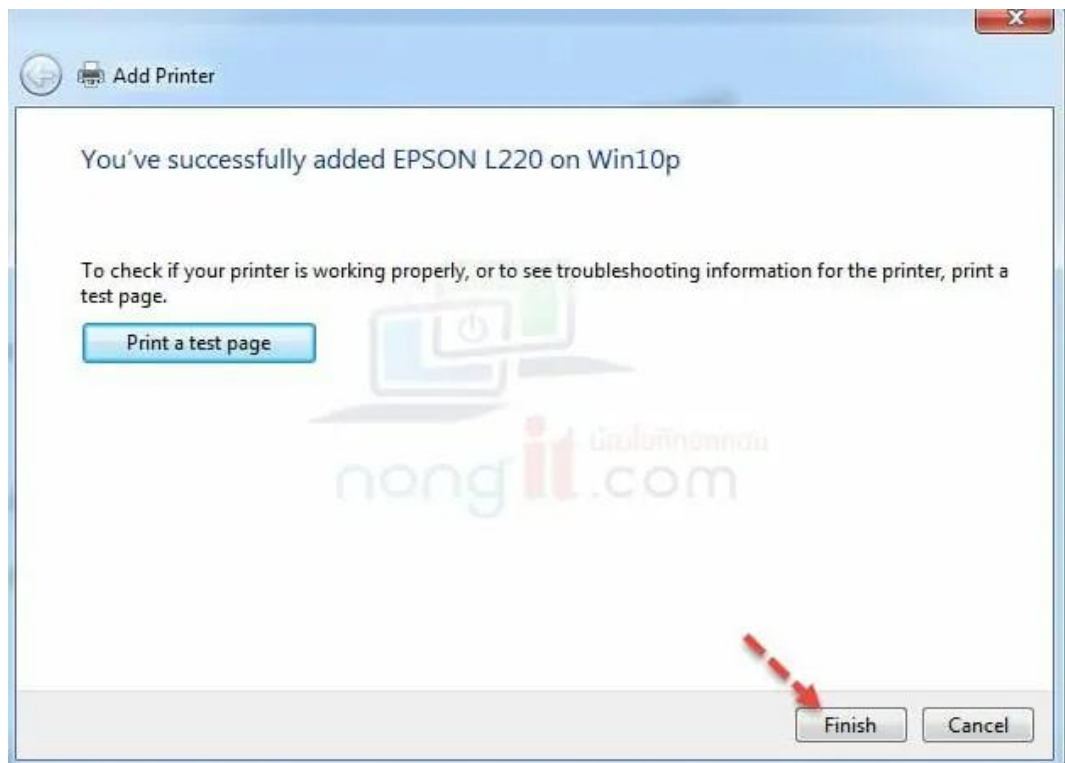 Add Printer
You've successfully added EPSON L220 on Win10p
To check if your printer is working properly, or to see troubleshooting information for the printer, print a
test page.
Print a test page
nongit.com
Finish Cancel